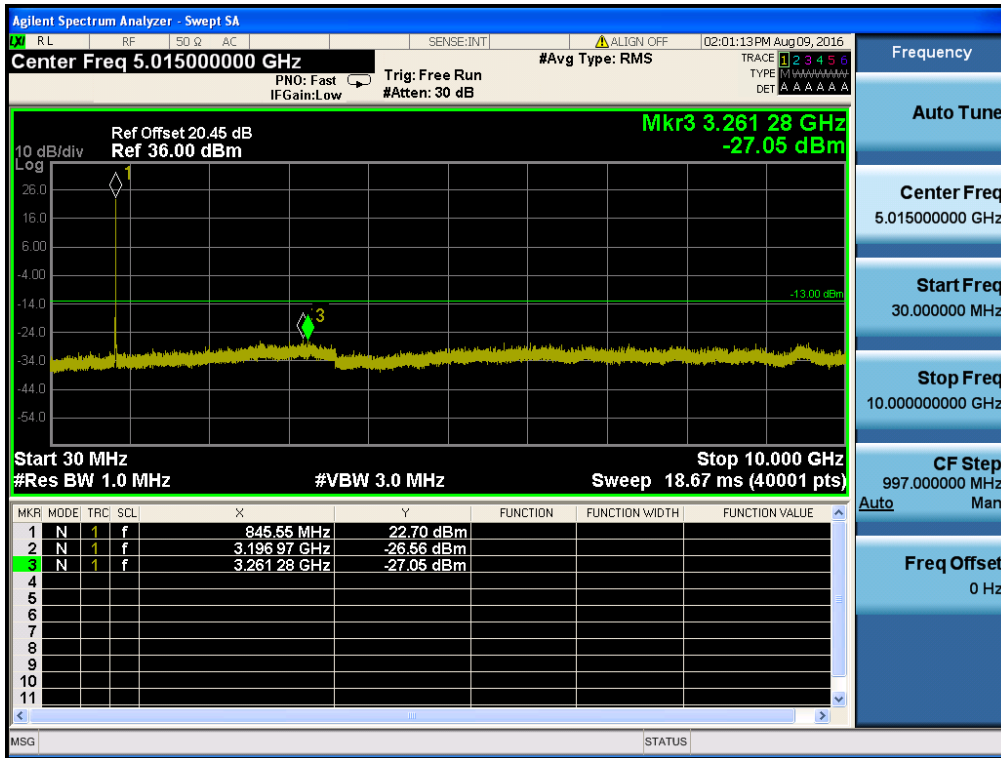 Agilent Spectrum Analyzer - Swept SA
LXI RL RF 50 Ω AC SENSE:INT ALIGN OFF 02:01:13 PM Aug 09, 2016
Center Freq 5.015000000 GHz
PNO: Fast
IFGain:Low
Trig: Free Run
#Atten: 30 dB
#Avg Type: RMS
TRACE 1 2 3 4 5 6
TYPE M
DET A A A A A A
Frequency
Mkr3 3.261 28 GHz
-27.05 dBm
Ref Offset 20.45 dB
10 dB/div Ref 36.00 dBm
Log
1
26.0
16.0
6.00
-4.00
-13.00 dBm
-14.0
3
-24.0
-34.0
-44.0
-54.0
Start 30 MHz Stop 10.000 GHz
#Res BW 1.0 MHz #VBW 3.0 MHz Sweep 18.67 ms (40001 pts)
MKR MODE TRC SCL X Y FUNCTION FUNCTION WIDTH FUNCTION VALUE
1 N 1 f 845.55 MHz 22.70 dBm
2 N 1 f 3.196 97 GHz -26.56 dBm
3 N 1 f 3.261 28 GHz -27.05 dBm
4
5
6
7
8
9
10
11
MSG STATUS
Auto Tune
Center Freq
5.015000000 GHz
Start Freq
30.000000 MHz
Stop Freq
10.000000000 GHz
CF Step
997.000000 MHz
Auto Man
Freq Offset
0 Hz